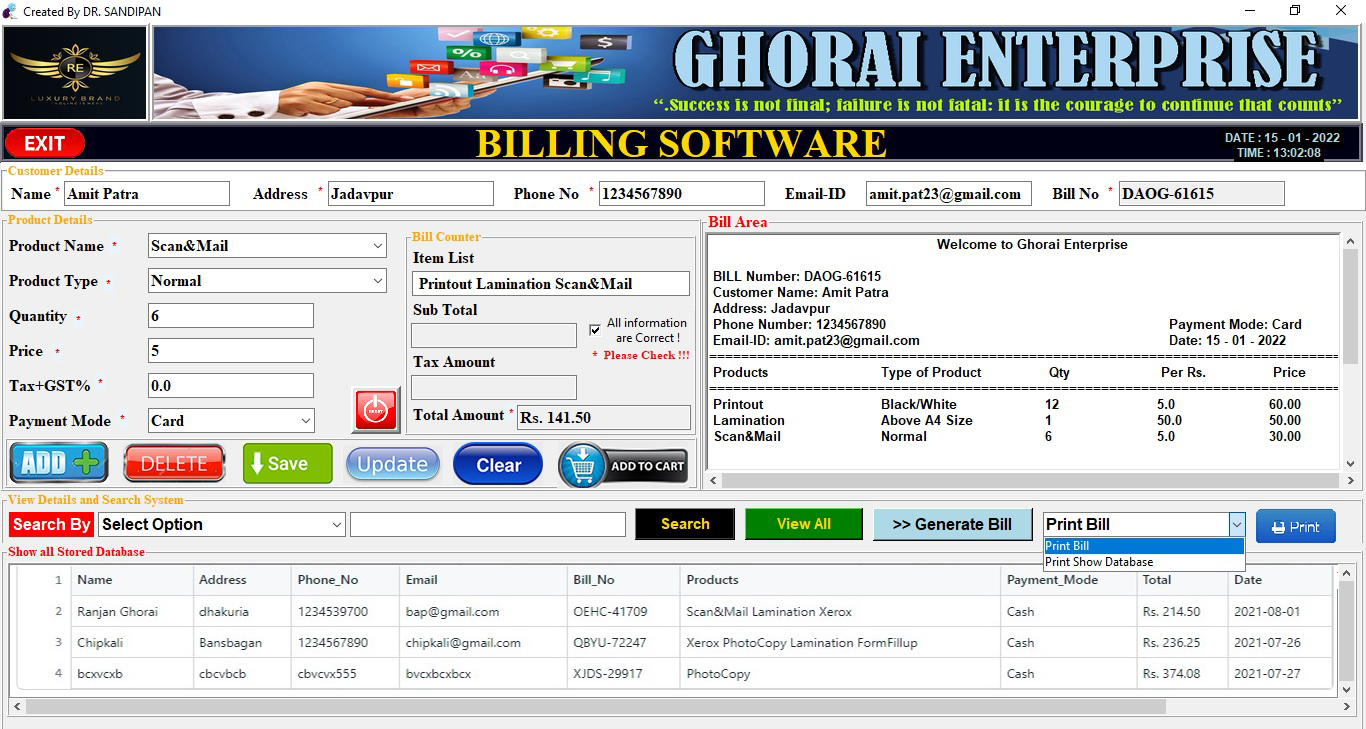 Created By DR. SANDIPAN
RE
LUXURY BRAND
GHORAI ENTERPRISE
“.Success is not final; failure is not fatal: it is the courage to continue that counts”
EXIT
BILLING SOFTWARE
DATE : 15 - 01 - 2022
TIME : 13:02:08
Customer Details
Name * Amit Patra Address * Jadavpur Phone No * 1234567890 Email-ID amit.pat23@gmail.com Bill No * DAOG-61615
Product Details
Product Name * Scan&Mail
Product Type * Normal
Quantity * 6
Price * 5
Tax+GST% * 0.0
Payment Mode * Card
Bill Counter
Item List
Printout Lamination Scan&Mail
Sub Total
All information
are Correct !
* Please Check !!!
Tax Amount
Total Amount * Rs. 141.50
RESET
ADD DELETE Save Update Clear ADD TO CART
Bill Area
Welcome to Ghorai Enterprise
BILL Number: DAOG-61615
Customer Name: Amit Patra
Address: Jadavpur
Phone Number: 1234567890 Payment Mode: Card
Email-ID: amit.pat23@gmail.com Date: 15 - 01 - 2022
Products Type of Product Qty Per Rs. Price
Printout Black/White 12 5.0 60.00
Lamination Above A4 Size 1 50.0 50.00
Scan&Mail Normal 6 5.0 30.00
View Details and Search System
Search By Select Option Search View All >> Generate Bill Print Bill Print
Print Bill
Print Show Database
Show all Stored Database
1 Name Address Phone_No Email Bill_No Products Payment_Mode Total Date
2 Ranjan Ghorai dhakuria 1234539700 bap@gmail.com OEHC-41709 Scan&Mail Lamination Xerox Cash Rs. 214.50 2021-08-01
3 Chipkali Bansbagan 1234567890 chipkali@gmail.com QBYU-72247 Xerox PhotoCopy Lamination FormFillup Cash Rs. 236.25 2021-07-26
4 bcxvcxb cbcvbcb cbvcvx555 bvcxbcxbcx XJDS-29917 PhotoCopy Cash Rs. 374.08 2021-07-27